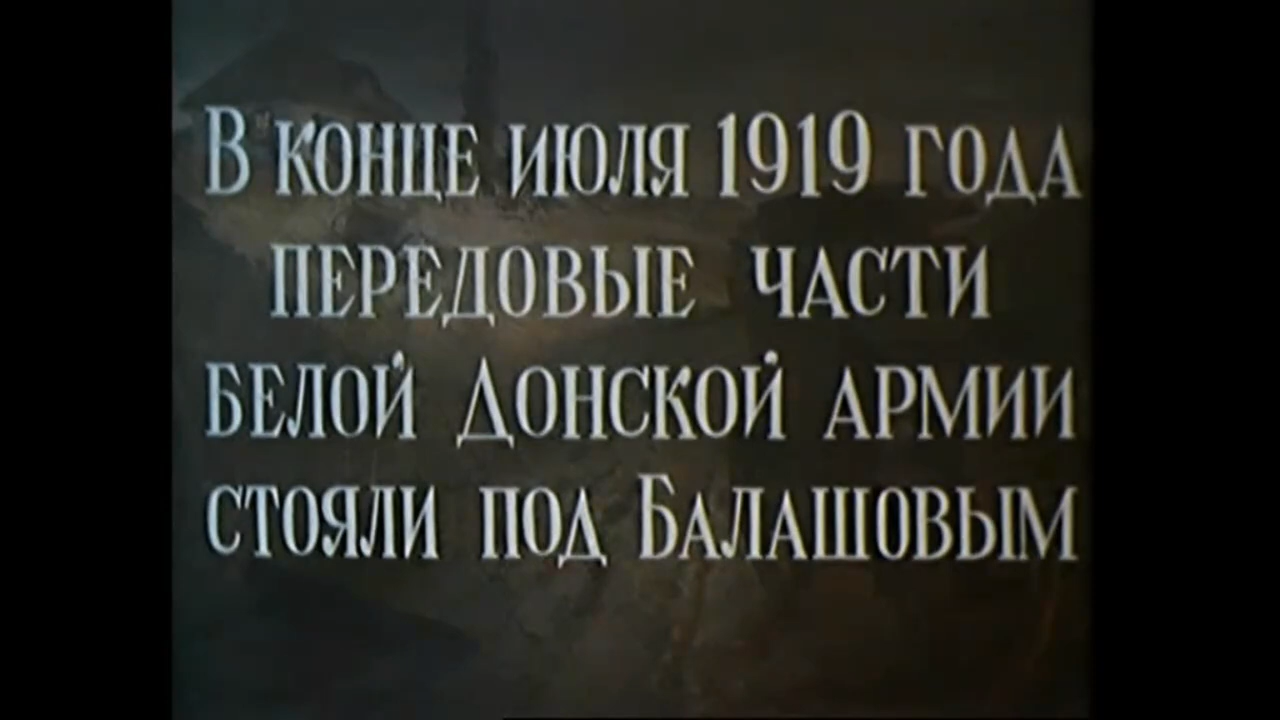 В конце июля 1919 года
передовые части
белой Донской армии
стояли под Балашовым